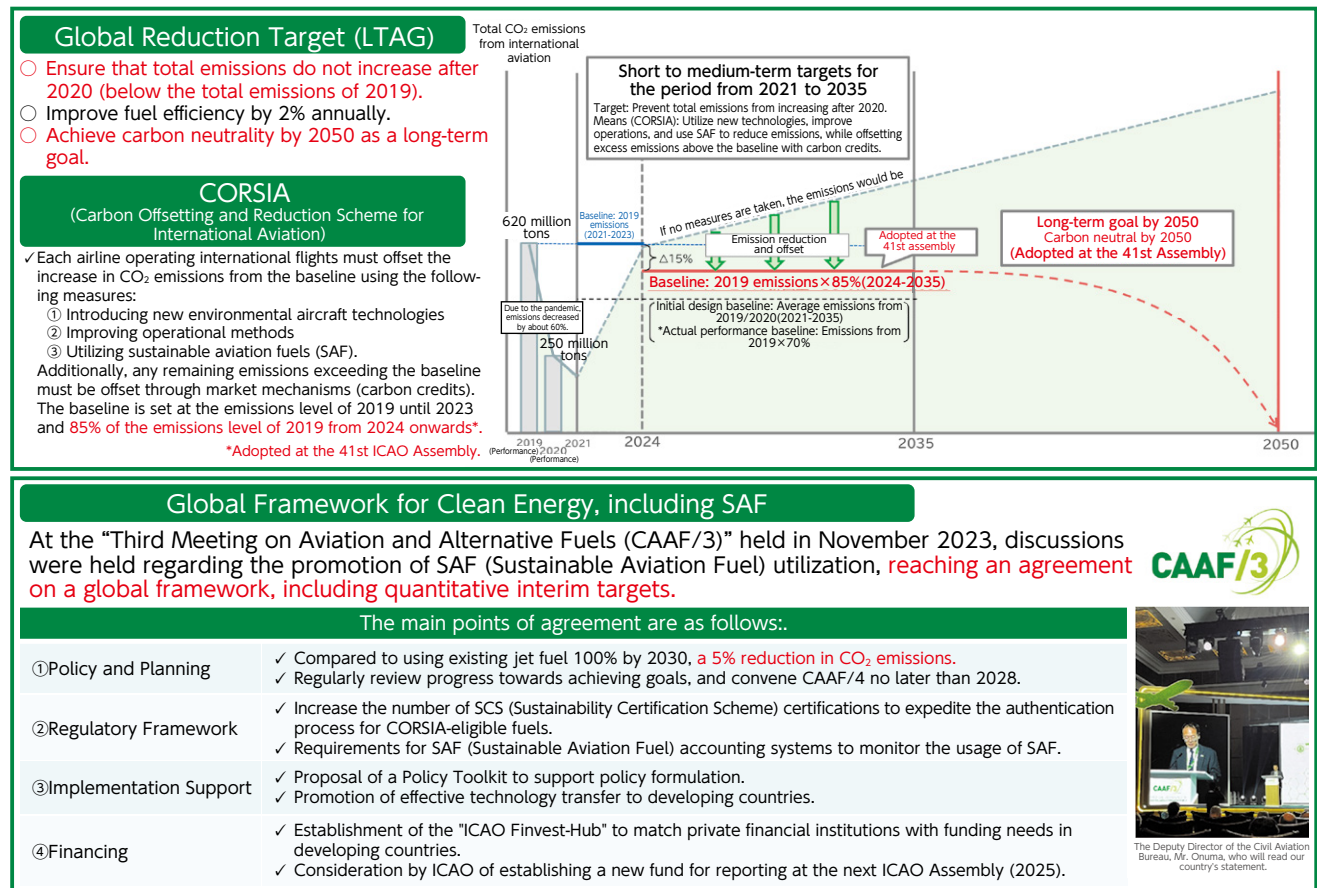 Global Reduction Target (LTAG)
○ Ensure that total emissions do not increase after
2020 (below the total emissions of 2019).
○ Improve fuel efficiency by 2% annually.
○ Achieve carbon neutrality by 2050 as a long-term
goal.
CORSIA
(Carbon Offsetting and Reduction Scheme for
International Aviation)
✓Each airline operating international flights must offset the
increase in CO₂ emissions from the baseline using the follow-
ing measures:
① Introducing new environmental aircraft technologies
② Improving operational methods
③ Utilizing sustainable aviation fuels (SAF).
Additionally, any remaining emissions exceeding the baseline
must be offset through market mechanisms (carbon credits).
The baseline is set at the emissions level of 2019 until 2023
and 85% of the emissions level of 2019 from 2024 onwards*.
*Adopted at the 41st ICAO Assembly.
Total CO₂ emissions
from international
aviation
Short to medium-term targets for
the period from 2021 to 2035
Target: Prevent total emissions from increasing after 2020.
Means (CORSIA): Utilize new technologies, improve
operations, and use SAF to reduce emissions, while offsetting
excess emissions above the baseline with carbon credits.
620 million
tons
Baseline: 2019
emissions
(2021-2023)
If no measures are taken, the emissions would be
Emission reduction
and offset
Adopted at the
41st assembly
Long-term goal by 2050
Carbon neutral by 2050
(Adopted at the 41st Assembly)
△15%
Baseline: 2019 emissions×85%(2024-2035)
Due to the pandemic,
emissions decreased
by about 60%.
250 million
tons
Initial design baseline: Average emissions from
2019/2020(2021-2035)
*Actual performance baseline: Emissions from
2019×70%
2019
(Performance)
2020
(Performance)
2021
2024
2035
2050
Global Framework for Clean Energy, including SAF
At the “Third Meeting on Aviation and Alternative Fuels (CAAF/3)” held in November 2023, discussions
were held regarding the promotion of SAF (Sustainable Aviation Fuel) utilization, reaching an agreement
on a global framework, including quantitative interim targets.
CAAF/3
The main points of agreement are as follows:.
①Policy and Planning
✓ Compared to using existing jet fuel 100% by 2030, a 5% reduction in CO₂ emissions.
✓ Regularly review progress towards achieving goals, and convene CAAF/4 no later than 2028.
②Regulatory Framework
✓ Increase the number of SCS (Sustainability Certification Scheme) certifications to expedite the authentication
process for CORSIA-eligible fuels.
✓ Requirements for SAF (Sustainable Aviation Fuel) accounting systems to monitor the usage of SAF.
③Implementation Support
✓ Proposal of a Policy Toolkit to support policy formulation.
✓ Promotion of effective technology transfer to developing countries.
④Financing
✓ Establishment of the "ICAO Finvest-Hub" to match private financial institutions with funding needs in
developing countries.
✓ Consideration by ICAO of establishing a new fund for reporting at the next ICAO Assembly (2025).
CAAF/3
The Deputy Director of the Civil Aviation
Bureau, Mr. Onuma, who will read our
country's statement.